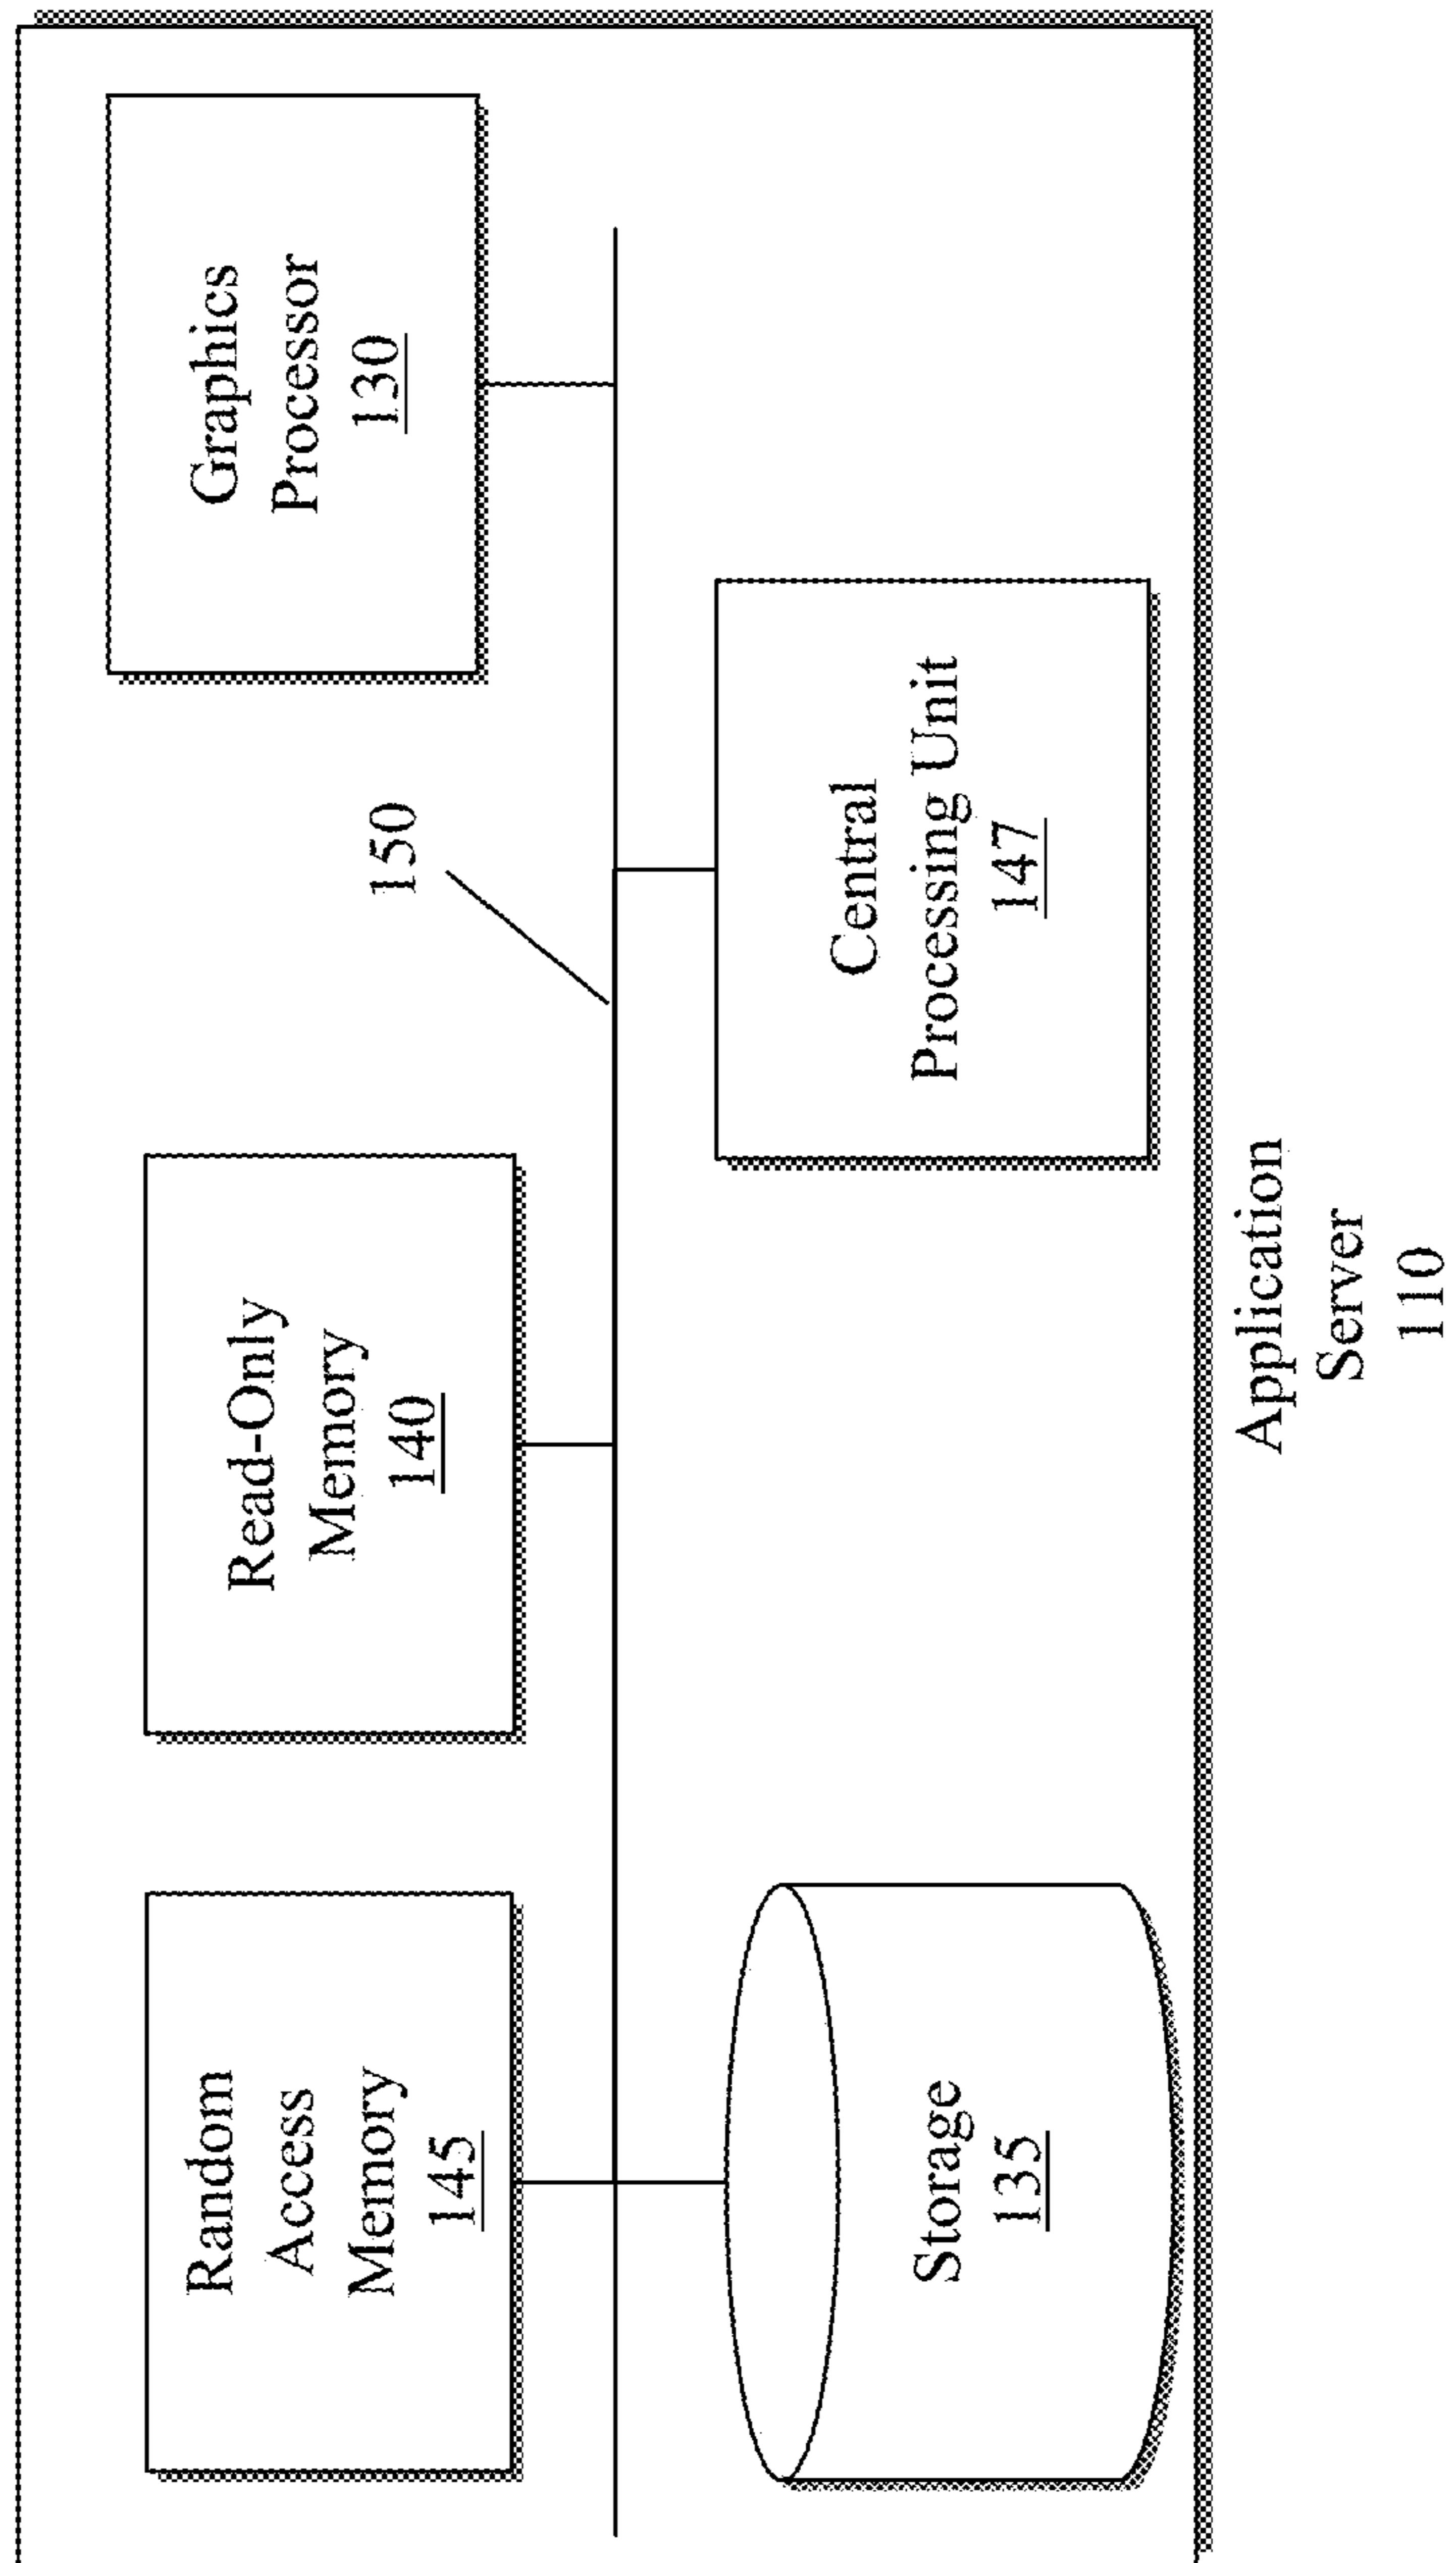 Random
Access
Memory
145
Read-Only
Memory
140
Graphics
Processor
130
150
Storage
135
Central
Processing Unit
147
Application
Server
110